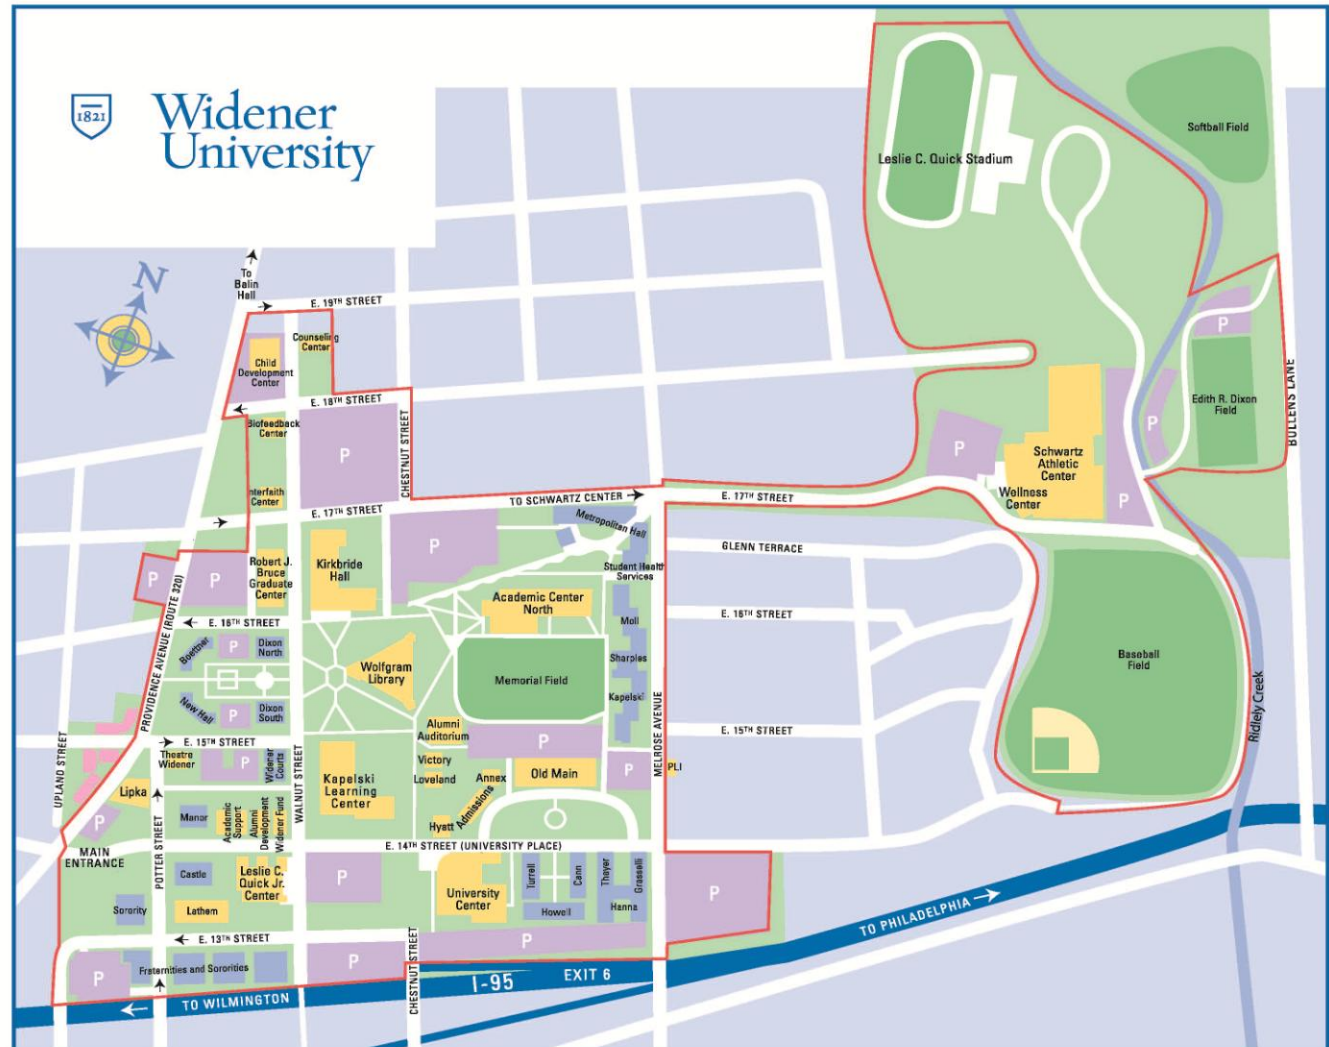 1821
Widener
University
N
To
Balin
Hall
E. 19TH STREET
Counseling
Center
Child
Development
Center
E. 18TH STREET
Biofeedback
Center
P
CHESTNUT STREET
Interfaith
Center
E. 17TH STREET
TO SCHWARTZ CENTER
E. 17TH STREET
Leslie C. Quick Stadium
Softball Field
P
Edith R. Dixon
Field
BULLENS LANE
P
P
P
Schwartz
Athletic
Center
Wellness
Center
Metropolitan Hall
P
P
P
Robert J.
Bruce
Graduate
Center
Kirkbride
Hall
Student Health
Services
GLENN TERRACE
PROVIDENCE AVENUE (ROUTE 320)
E. 16TH STREET
Academic Center
North
Moll
E. 16TH STREET
Boettner
P
Dixon
North
Wolfgram
Library
Memorial Field
Sharples
Kapelski
Baseball
Field
New Hall
P
Dixon
South
Alumni
Auditorium
P
MELROSE AVENUE
E. 15TH STREET
Ridlely Creek
UPLAND STREET
E. 15TH STREET
Theatre
Widener
P
Widener
Courts
WALNUT STREET
Kapelski
Learning
Center
Victory
Loveland
Annex
Admissions
Old Main
P
PLI
Lipka
P
Manor
Academic
Support
Alumni
Development
Widener Fund
Hyatt
MAIN
ENTRANCE
POTTER STREET
E. 14TH STREET (UNIVERSITY PLACE)
Castle
Leslie C.
Quick Jr.
Center
P
University
Center
Turrell
Cann
Thayer
Grasselli
P
Sorority
Lathem
Howell
Hanna
E. 13TH STREET
P
P
CHESTNUT STREET
P
Fraternities and Sororities
TO WILMINGTON
I-95
EXIT 6
TO PHILADELPHIA